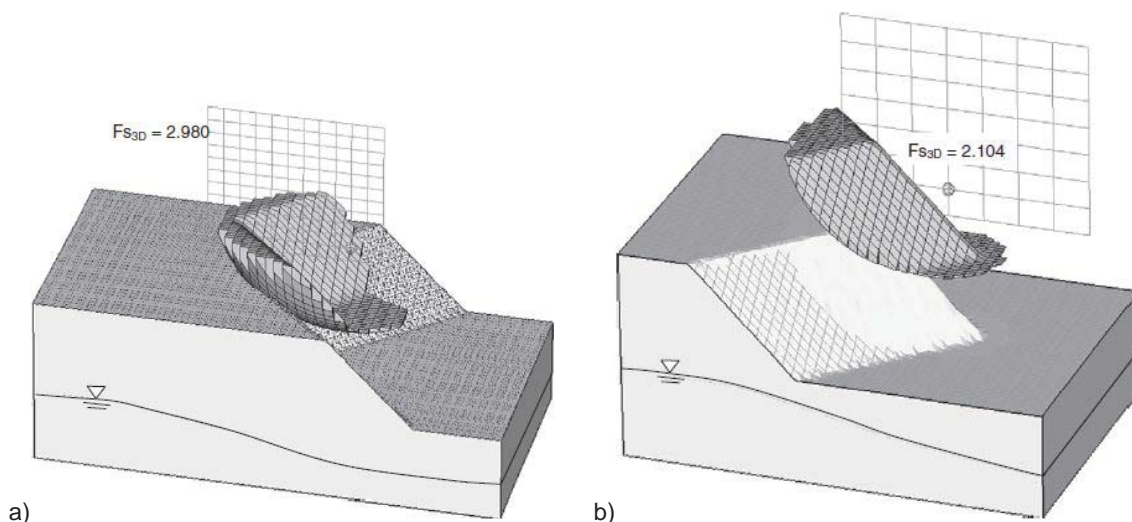 Fs3D = 2.980
Fs3D = 2.104
a)
b)